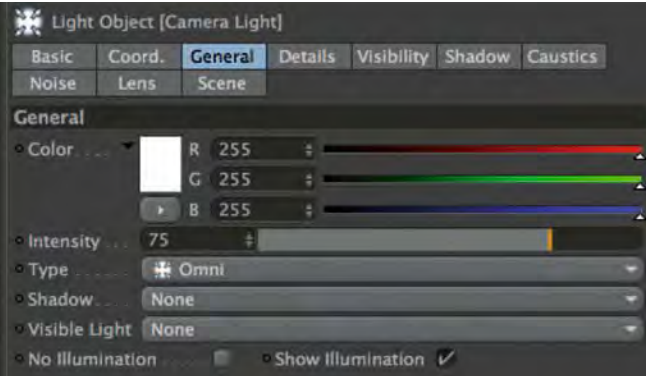 Light Object [Camera Light]
Basic Coord. General Details Visibility Shadow Caustics
Noise Lens Scene
General
Color . . . . R 255
G 255
B 255
Intensity . . . 75
Type . . . . . . Omni
Shadow . . . . None
Visible Light None
No Illumination . . . . . Show Illumination